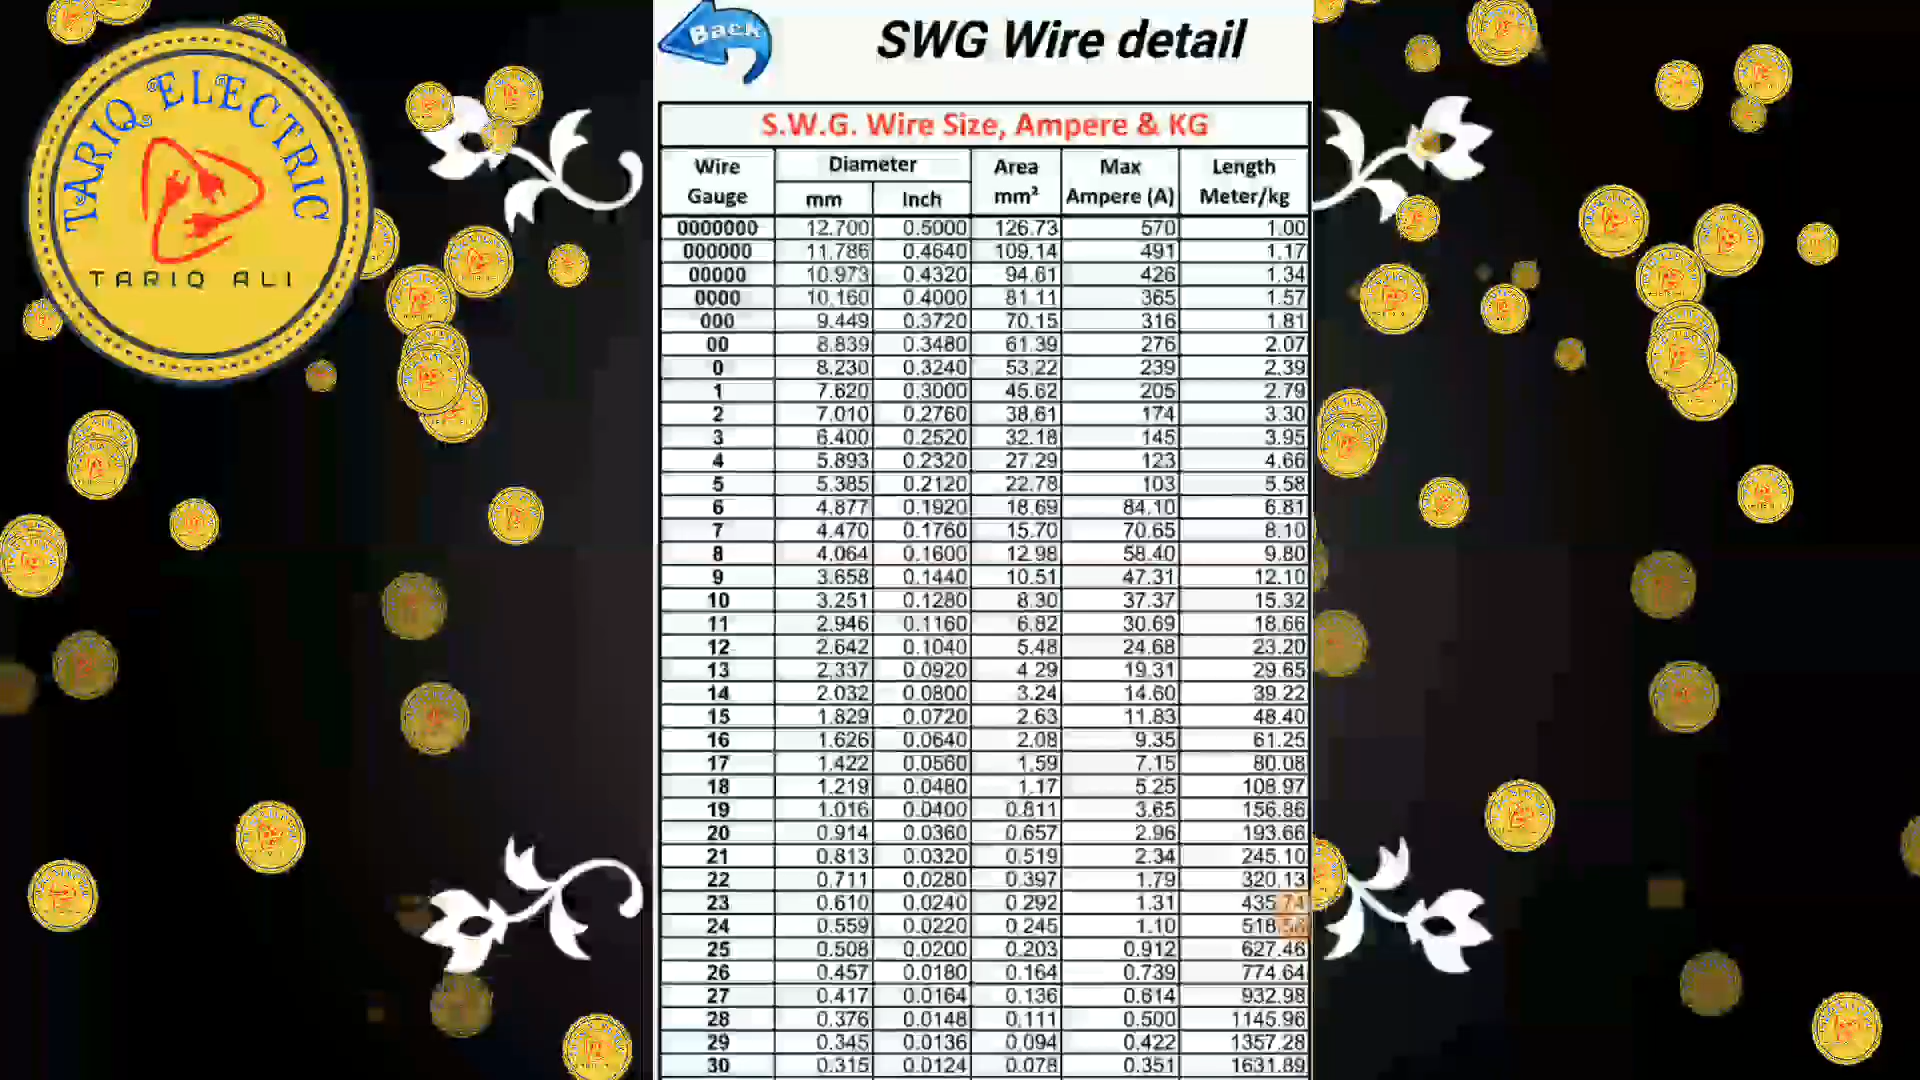 TARIQ ELECTRIC
TARIQ ALI
Back
SWG Wire detail
S.W.G. Wire Size, Ampere & KG
Wire Gauge Diameter Area mm² Max Ampere (A) Length Meter/kg
mm Inch
0000000 12.700 0.5000 126.73 570 1.00
000000 11.786 0.4640 109.14 491 1.17
00000 10.973 0.4320 94.61 426 1.34
0000 10.160 0.4000 81.11 365 1.57
000 9.449 0.3720 70.15 316 1.81
00 8.839 0.3480 61.39 276 2.07
0 8.230 0.3240 53.22 239 2.39
1 7.620 0.3000 45.62 205 2.79
2 7.010 0.2760 38.61 174 3.30
3 6.400 0.2520 32.18 145 3.95
4 5.893 0.2320 27.29 123 4.66
5 5.385 0.2120 22.78 103 5.58
6 4.877 0.1920 18.69 84.10 6.81
7 4.470 0.1760 15.70 70.65 8.10
8 4.064 0.1600 12.98 58.40 9.80
9 3.658 0.1440 10.51 47.31 12.10
10 3.251 0.1280 8.30 37.37 15.32
11 2.946 0.1160 6.82 30.69 18.66
12 2.642 0.1040 5.48 24.68 23.20
13 2.337 0.0920 4.29 19.31 29.65
14 2.032 0.0800 3.24 14.60 39.22
15 1.829 0.0720 2.63 11.83 48.40
16 1.626 0.0640 2.08 9.35 61.25
17 1.422 0.0560 1.59 7.15 80.08
18 1.219 0.0480 1.17 5.25 108.97
19 1.016 0.0400 0.811 3.65 156.86
20 0.914 0.0360 0.657 2.96 193.66
21 0.813 0.0320 0.519 2.34 245.10
22 0.711 0.0280 0.397 1.79 320.13
23 0.610 0.0240 0.292 1.31 435.74
24 0.559 0.0220 0.245 1.10 518.56
25 0.508 0.0200 0.203 0.912 627.46
26 0.457 0.0180 0.164 0.739 774.64
27 0.417 0.0164 0.136 0.614 932.98
28 0.376 0.0148 0.111 0.500 1145.96
29 0.345 0.0136 0.094 0.422 1357.28
30 0.315 0.0124 0.078 0.351 1631.89